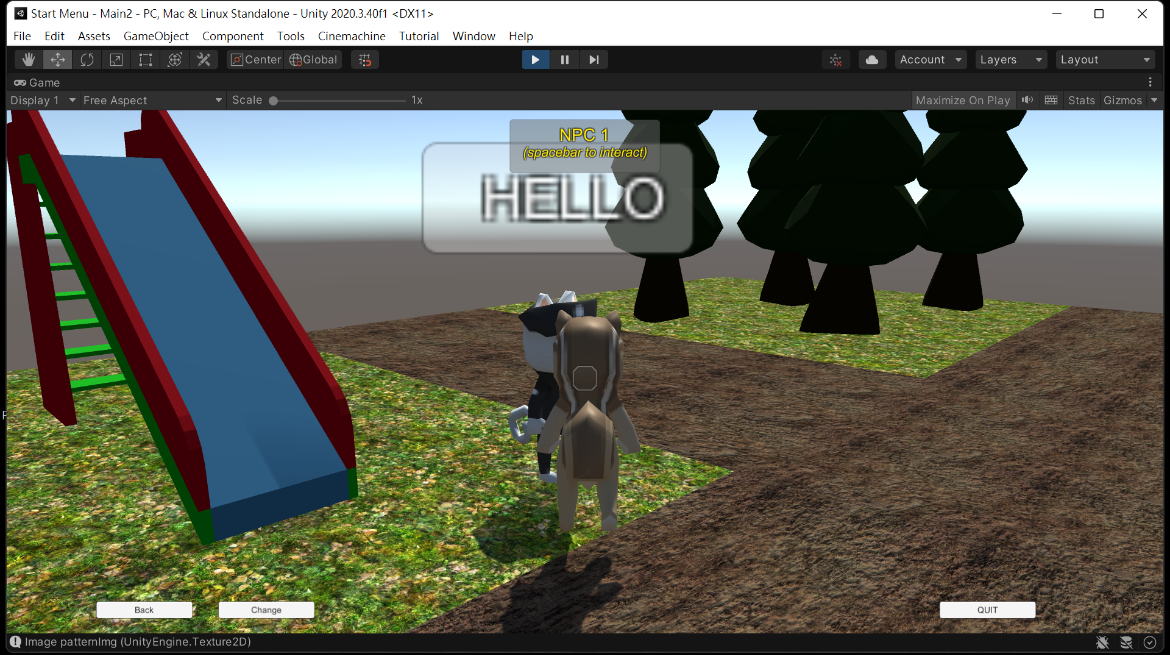 Start Menu - Main2 - PC, Mac & Linux Standalone - Unity 2020.3.40f1 <DX11>
File Edit Assets GameObject Component Tools Cinemachine Tutorial Window Help
Center Global Account Layers Layout
Game
Display 1 Free Aspect Scale 1x Maximize On Play Stats Gizmos
NPC 1
(spacebar to interact)
HELLO
Back Change QUIT
Image patternImg (UnityEngine.Texture2D)